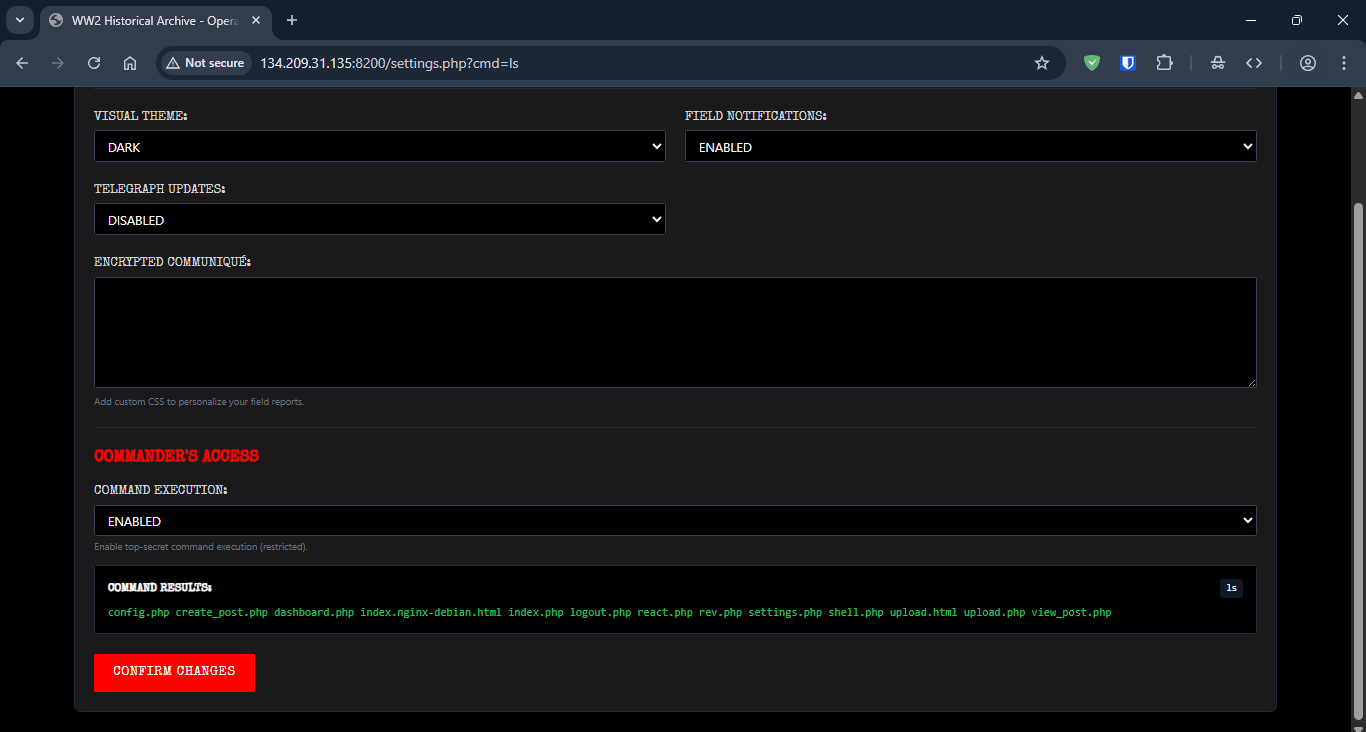 WW2 Historical Archive - Opera
Not secure
134.209.31.135:8200/settings.php?cmd=ls
VISUAL THEME:
FIELD NOTIFICATIONS:
DARK
ENABLED
TELEGRAPH UPDATES:
DISABLED
ENCRYPTED COMMUNIQUÉ:
Add custom CSS to personalize your field reports.
COMMANDER'S ACCESS
COMMAND EXECUTION:
ENABLED
Enable top-secret command execution (restricted).
COMMAND RESULTS:
ls
config.php create_post.php dashboard.php index.nginx-debian.html index.php logout.php react.php rev.php settings.php shell.php upload.html upload.php view_post.php
CONFIRM CHANGES